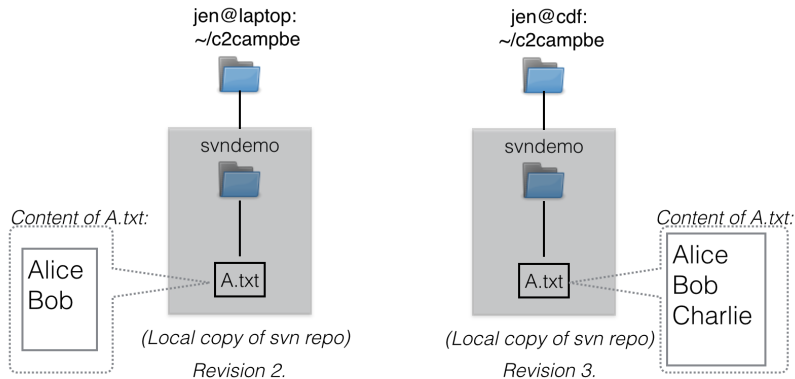 jen@laptop:
~/c2campbe
svndemo
Content of A.txt:
Alice
Bob
A.txt
(Local copy of svn repo)
Revision 2.
jen@cdf:
~/c2campbe
svndemo
Content of A.txt:
Alice
Bob
Charlie
A.txt
(Local copy of svn repo)
Revision 3.